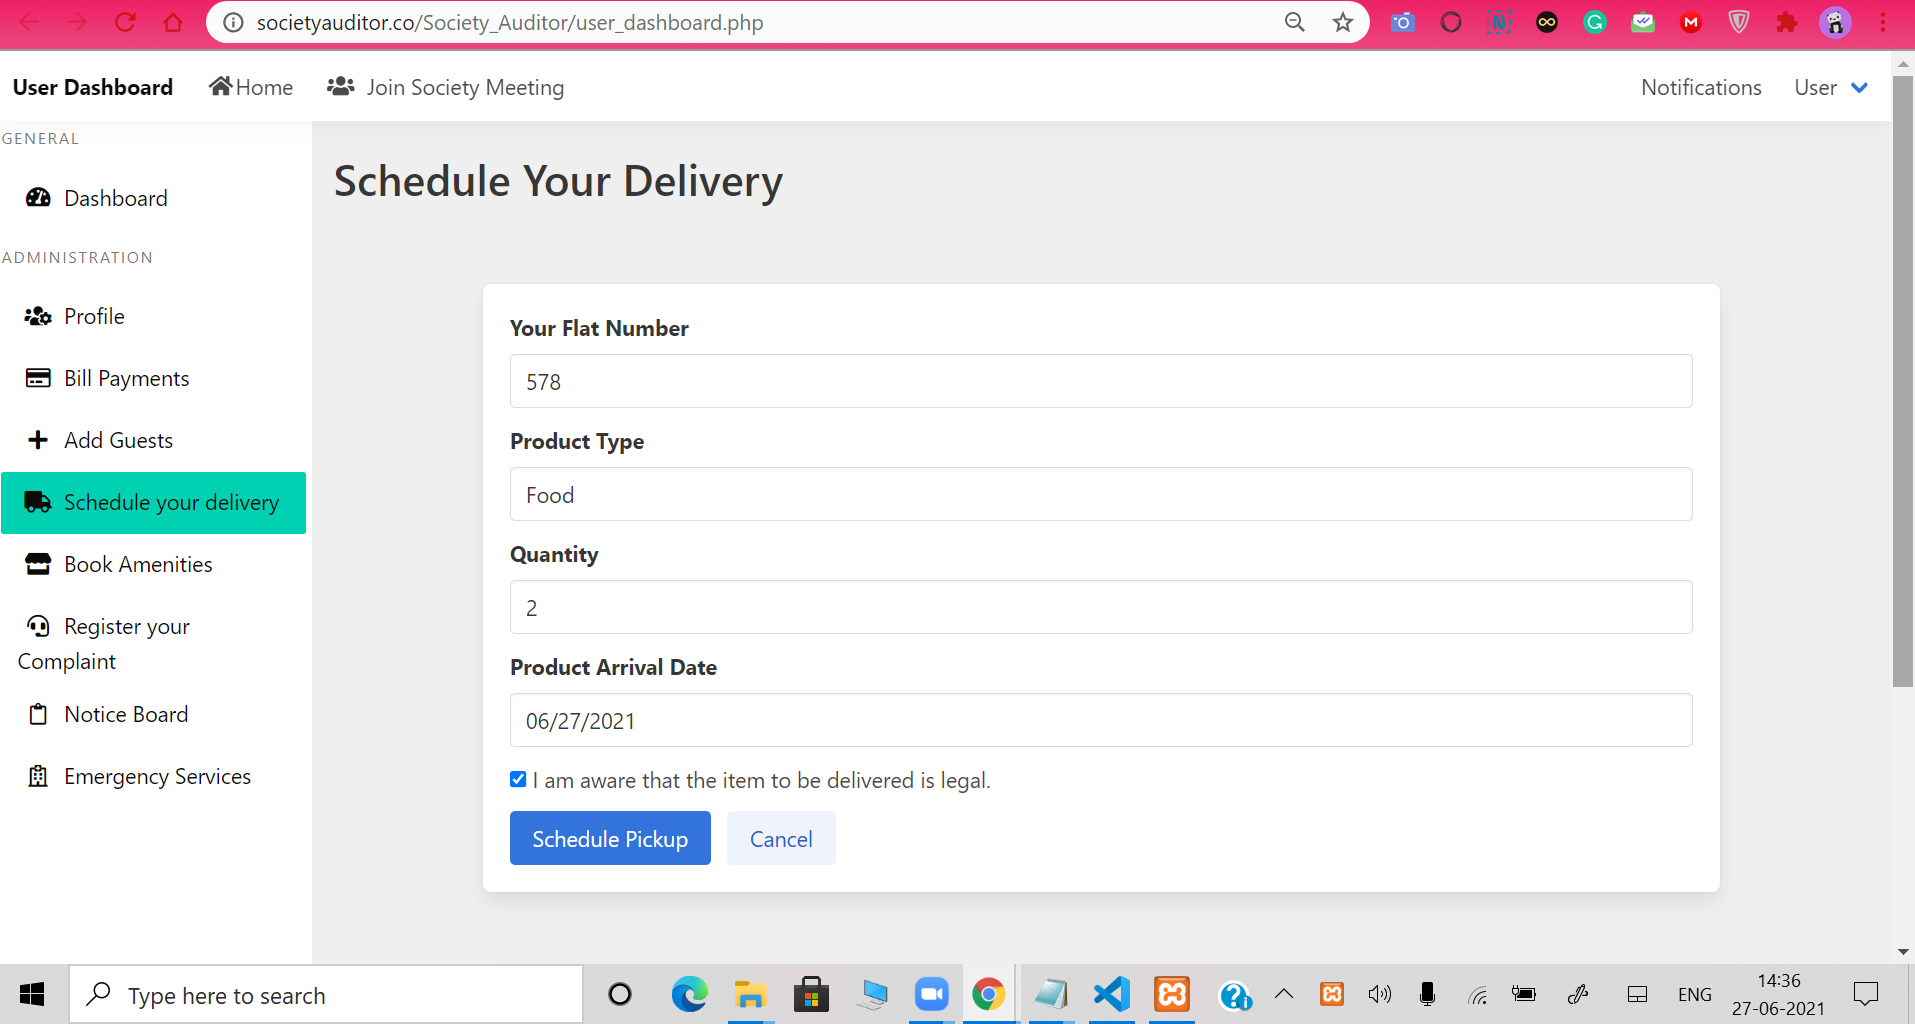 societyauditor.co/Society_Auditor/user_dashboard.php
User Dashboard Home Join Society Meeting Notifications User
GENERAL
Dashboard
ADMINISTRATION
Profile
Bill Payments
Add Guests
Schedule your delivery
Book Amenities
Register your
Complaint
Notice Board
Emergency Services
Schedule Your Delivery
Your Flat Number
578
Product Type
Food
Quantity
2
Product Arrival Date
06/27/2021
I am aware that the item to be delivered is legal.
Schedule Pickup Cancel
Type here to search
ENG
14:36
27-06-2021